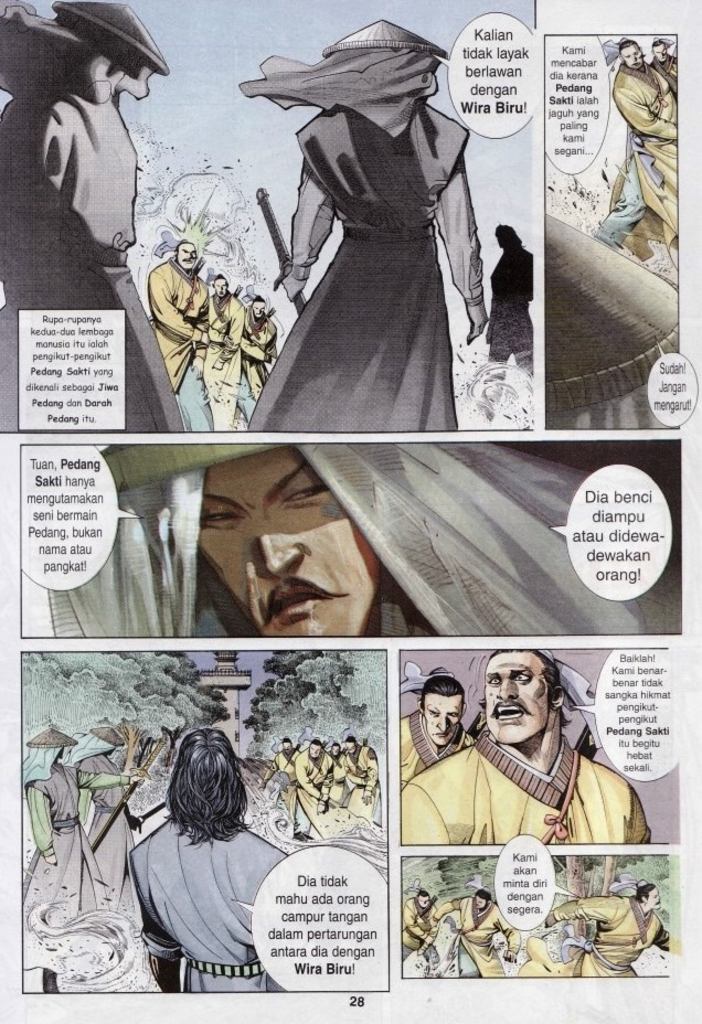 Kalian
tidak layak
berlawan
dengan
Wira Biru!
Kami
mencabar
dia kerana
Pedang
Sakti ialah
jaguh yang
paling
kami
segani...
Rupa-rupanya
kedua-dua lembaga
manusia itu ialah
pengikut-pengikut
Pedang Sakti yang
dikenali sebagai Jiwa
Pedang dan Darah
Pedang itu.
Sudah!
Jangan
mengarut!
Tuan, Pedang
Sakti hanya
mengutamakan
seni bermain
Pedang, bukan
nama atau
pangkat!
Dia benci
diampu
atau didewa-
dewakan
orang!
Dia tidak
mahu ada orang
campur tangan
dalam pertarungan
antara dia dengan
Wira Biru!
Baiklah!
Kami benar-
benar tidak
sangka hikmat
pengikut-
pengikut
Pedang Sakti
itu begitu
hebat
sekali.
Kami
akan
minta diri
dengan
segera.
28